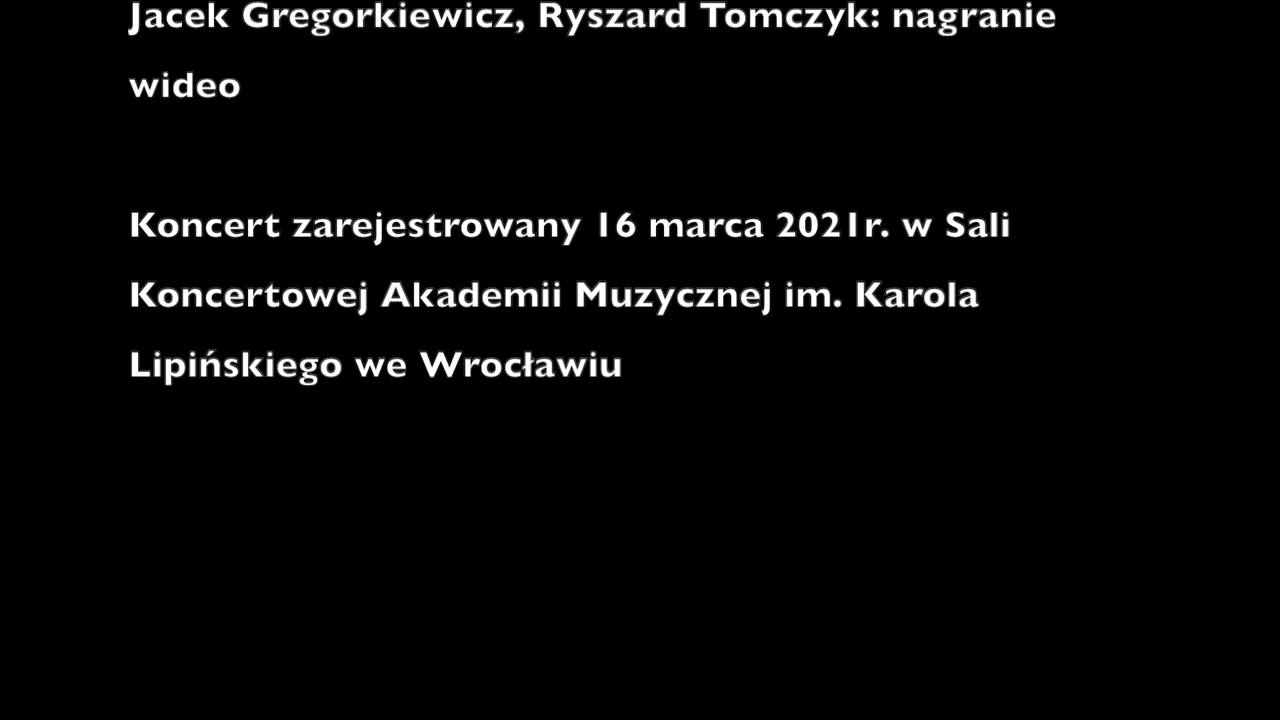 Jacek Gregorkiewicz, Ryszard Tomczyk: nagranie
wideo
Koncert zarejestrowany 16 marca 2021r. w Sali
Koncertowej Akademii Muzycznej im. Karola
Lipińskiego we Wrocławiu